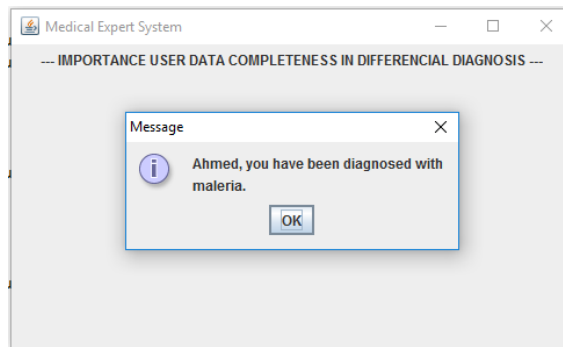 Medical Expert System
--- IMPORTANCE USER DATA COMPLETENESS IN DIFFERENCIAL DIAGNOSIS ---
Message
Ahmed, you have been diagnosed with
maleria.
OK